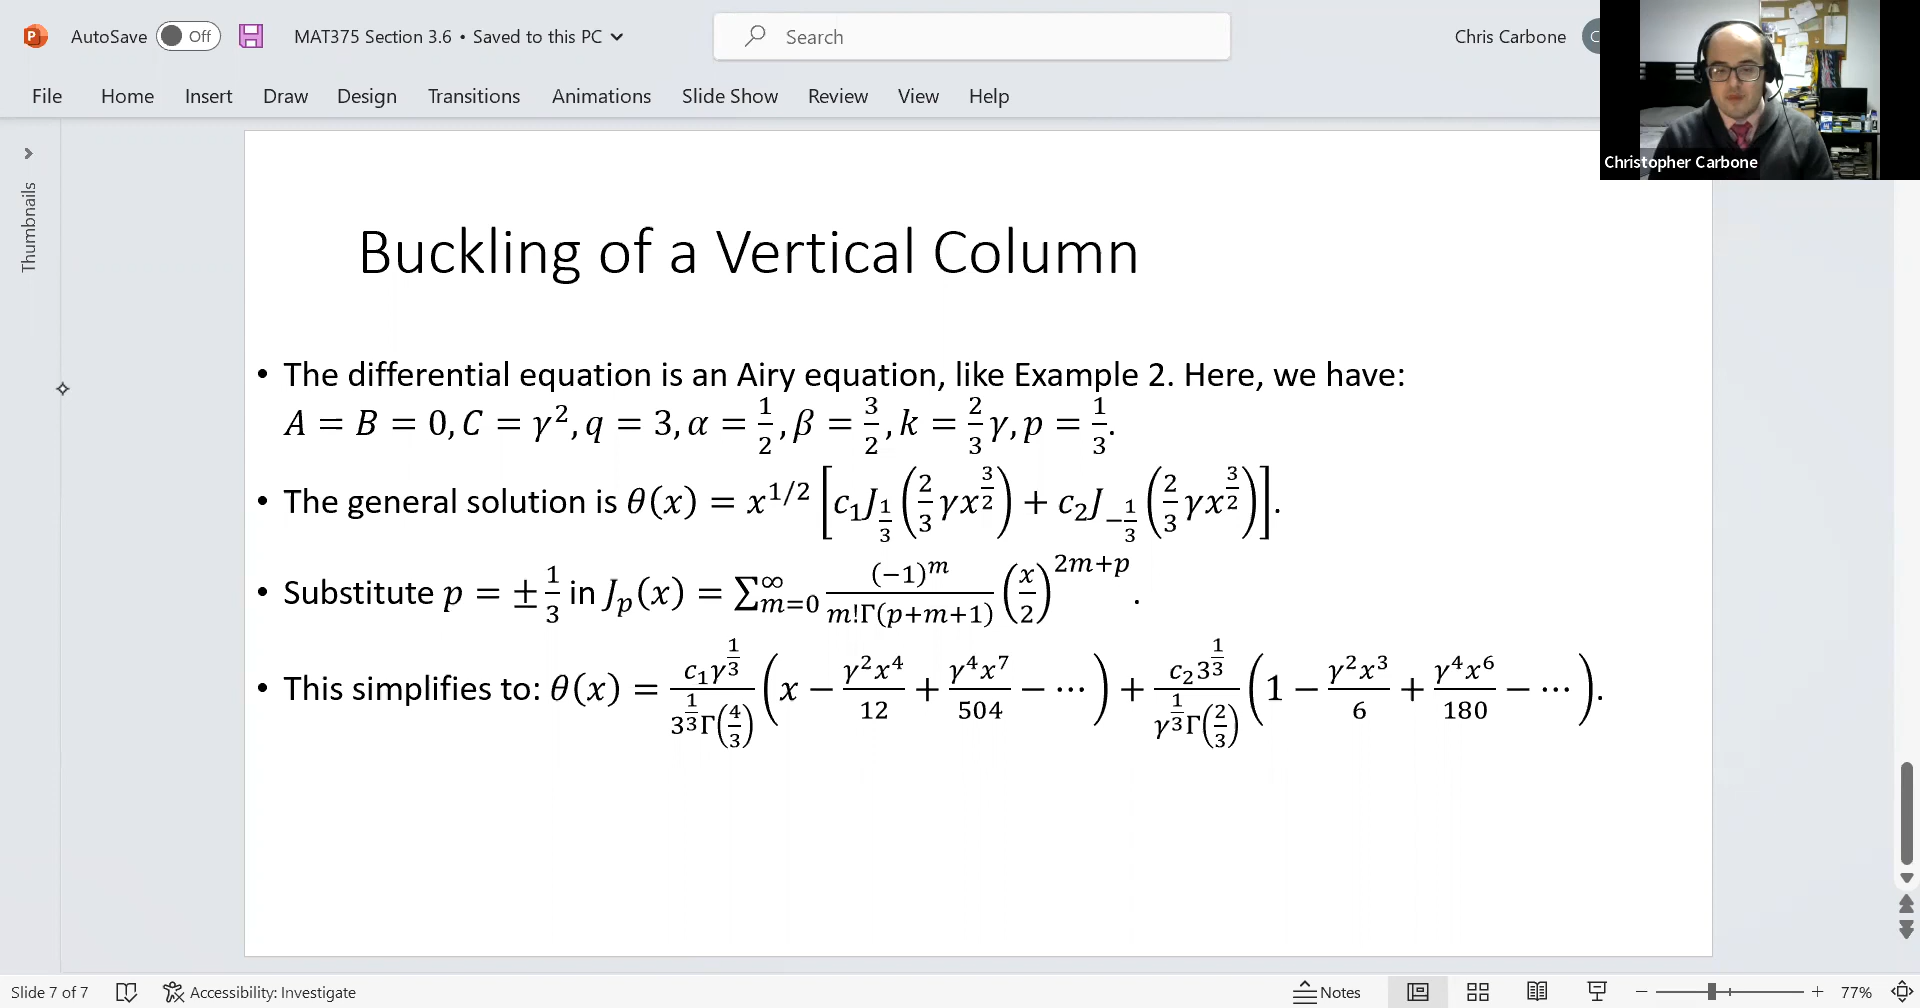 AutoSave Off MAT375 Section 3.6 • Saved to this PC Search Chris Carbone C
File Home Insert Draw Design Transitions Animations Slide Show Review View Help
Christopher Carbone
Thumbnails
Buckling of a Vertical Column
• The differential equation is an Airy equation, like Example 2. Here, we have:
A = B = 0, C = γ², q = 3, α = 1/2, β = 3/2, k = 2/3 γ, p = 1/3.
• The general solution is θ(x) = x^{1/2} [c₁J_{1/3}(2/3 γx^{3/2}) + c₂J_{−1/3}(2/3 γx^{3/2})].
• Substitute p = ±1/3 in J_p(x) = ∑_{m=0}^{∞} (−1)^m / (m!Γ(p+m+1)) (x/2)^{2m+p}.
• This simplifies to: θ(x) = c₁γ^{1/3} / (3^{1/3}Γ(4/3)) (x − γ²x⁴/12 + γ⁴x⁷/504 − ⋯) + c₂3^{1/3} / (γ^{1/3}Γ(2/3)) (1 − γ²x³/6 + γ⁴x⁶/180 − ⋯).
Slide 7 of 7 Accessibility: Investigate Notes 77%